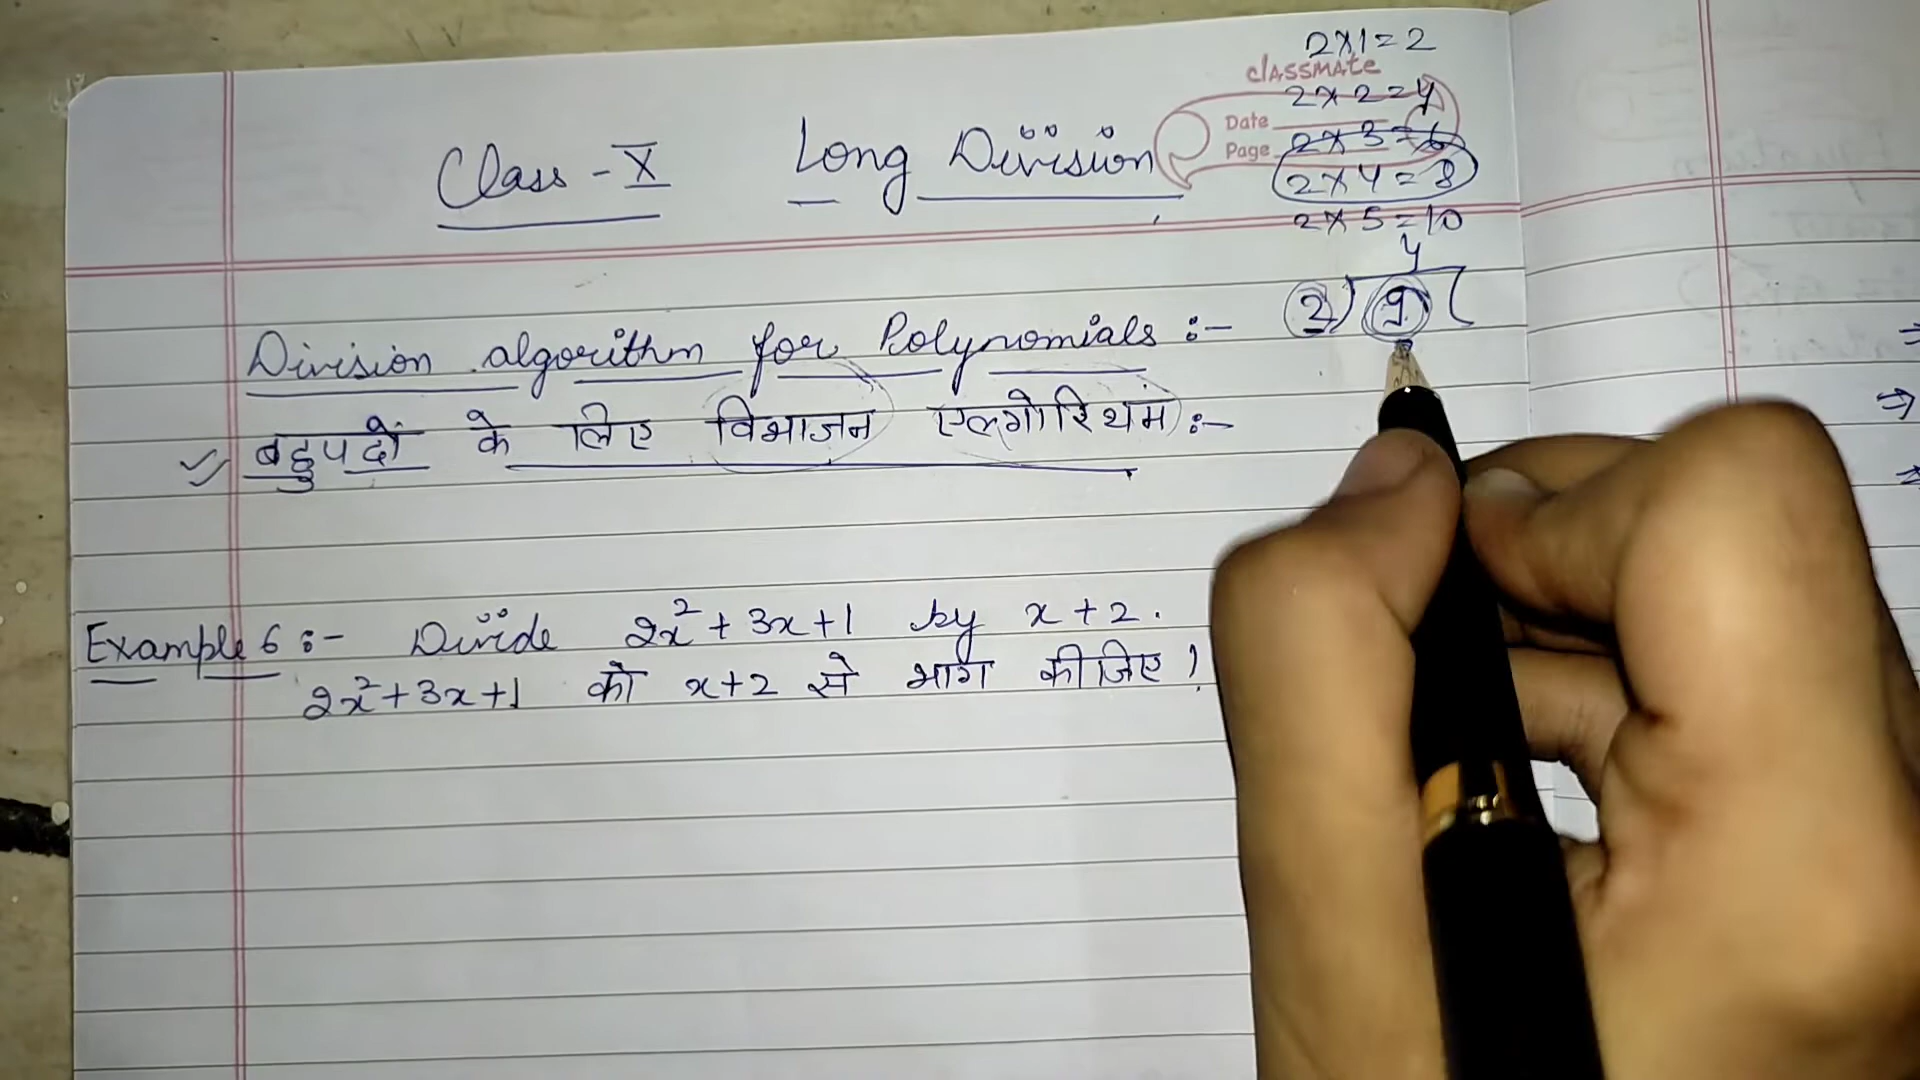 2×1=2
classmate
2×2=4
Date
2×3=6
Page
2×4=8
2×5=10
Class - X Long Division
4
2) 9 (
Division algorithm for Polynomials :-
बहुपदों के लिए विभाजन एल्गोरिथम :-
Example 6 :- Divide 2x²+3x+1 by x+2.
2x²+3x+1 को x+2 से भाग कीजिए !